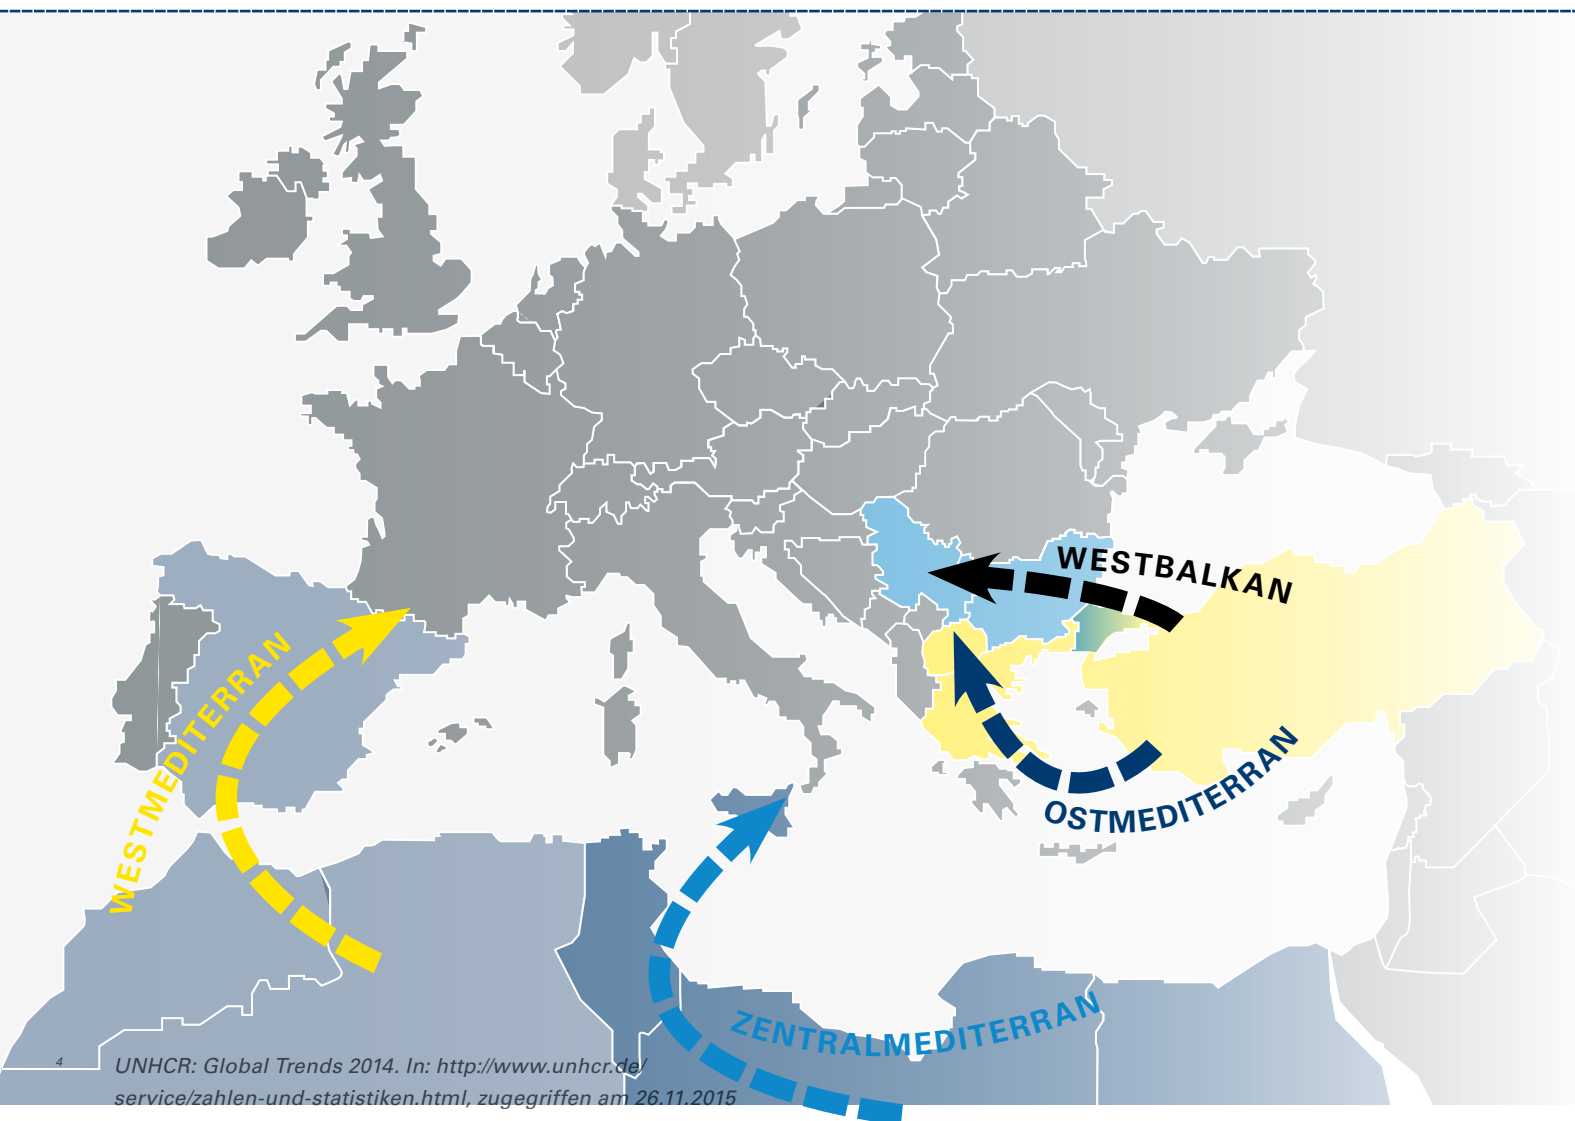 WESTBALKAN
WESTMEDITERRAN
OSTMEDITERRAN
ZENTRALMEDITERRAN
4 UNHCR: Global Trends 2014. In: http://www.unhcr.de/
service/zahlen-und-statistiken.html, zugegriffen am 26.11.2015